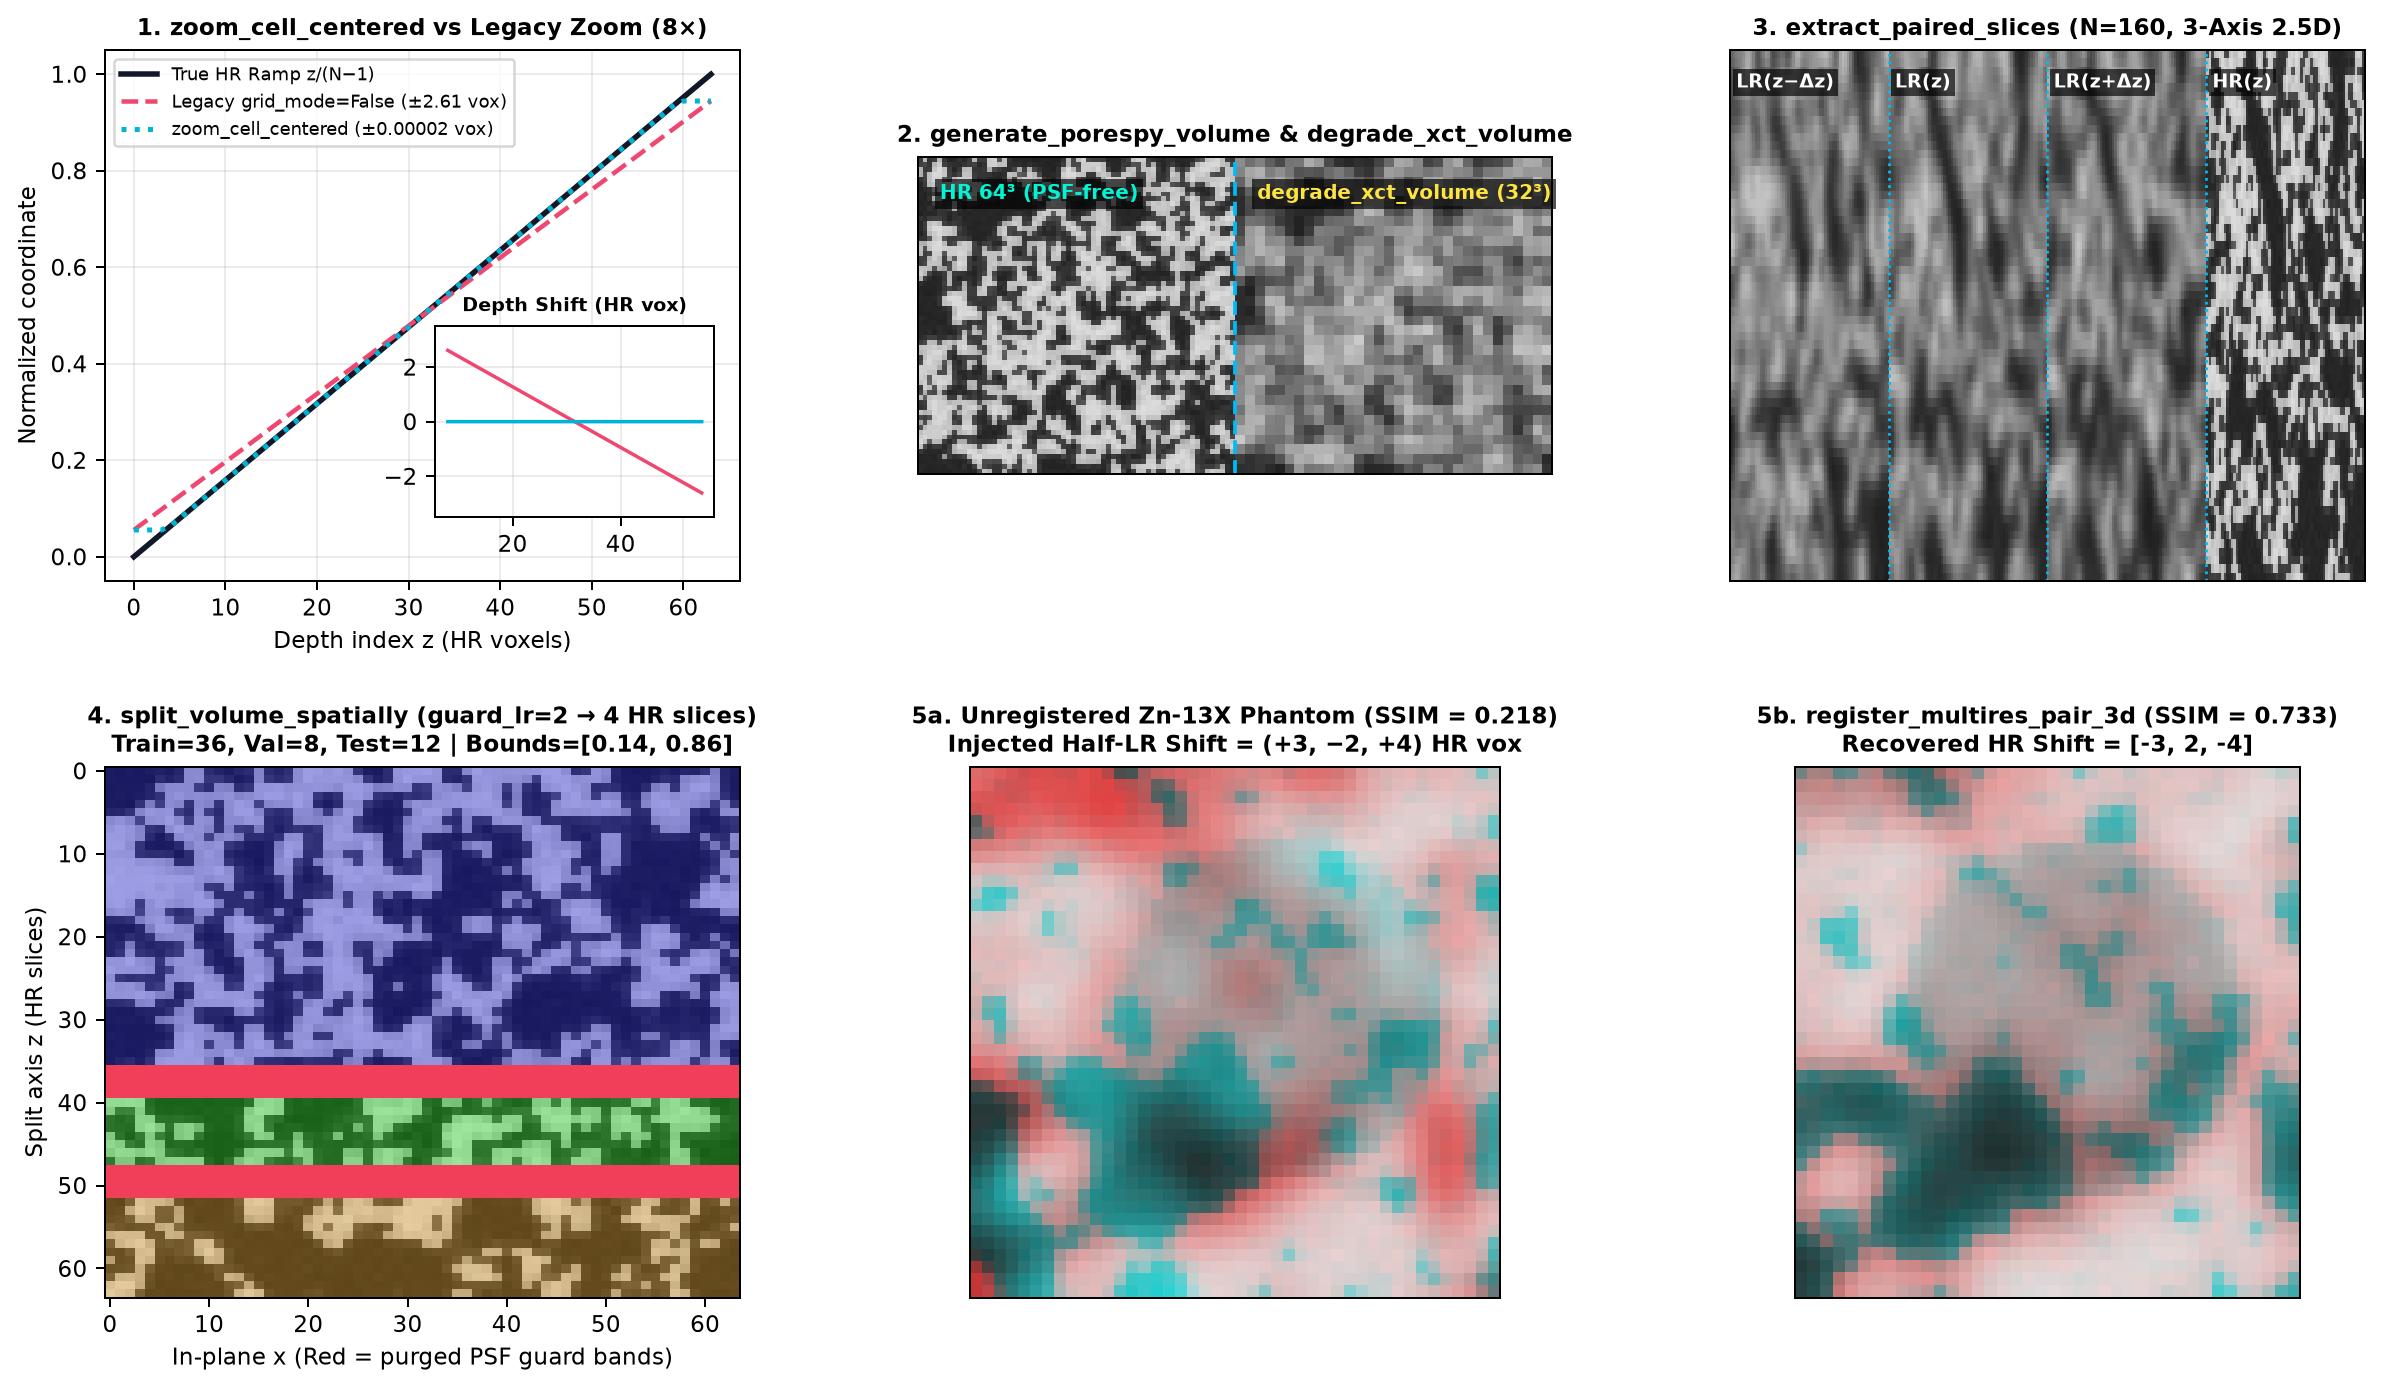 1. zoom_cell_centered vs Legacy Zoom (8×)
True HR Ramp z/(N−1)
Legacy grid_mode=False (±2.61 vox)
zoom_cell_centered (±0.00002 vox)
1.0
0.8
0.6
0.4
0.2
0.0
Normalized coordinate
Depth Shift (HR vox)
2
0
−2
20 40
0 10 20 30 40 50 60
Depth index z (HR voxels)
2. generate_porespy_volume & degrade_xct_volume
HR 64³ (PSF-free)
degrade_xct_volume (32³)
3. extract_paired_slices (N=160, 3-Axis 2.5D)
LR(z−Δz)
LR(z)
LR(z+Δz)
HR(z)
4. split_volume_spatially (guard_lr=2 → 4 HR slices)
Train=36, Val=8, Test=12 | Bounds=[0.14, 0.86]
0
10
20
30
40
50
60
Split axis z (HR slices)
0 10 20 30 40 50 60
In-plane x (Red = purged PSF guard bands)
5a. Unregistered Zn-13X Phantom (SSIM = 0.218)
Injected Half-LR Shift = (+3, −2, +4) HR vox
5b. register_multires_pair_3d (SSIM = 0.733)
Recovered HR Shift = [-3, 2, -4]